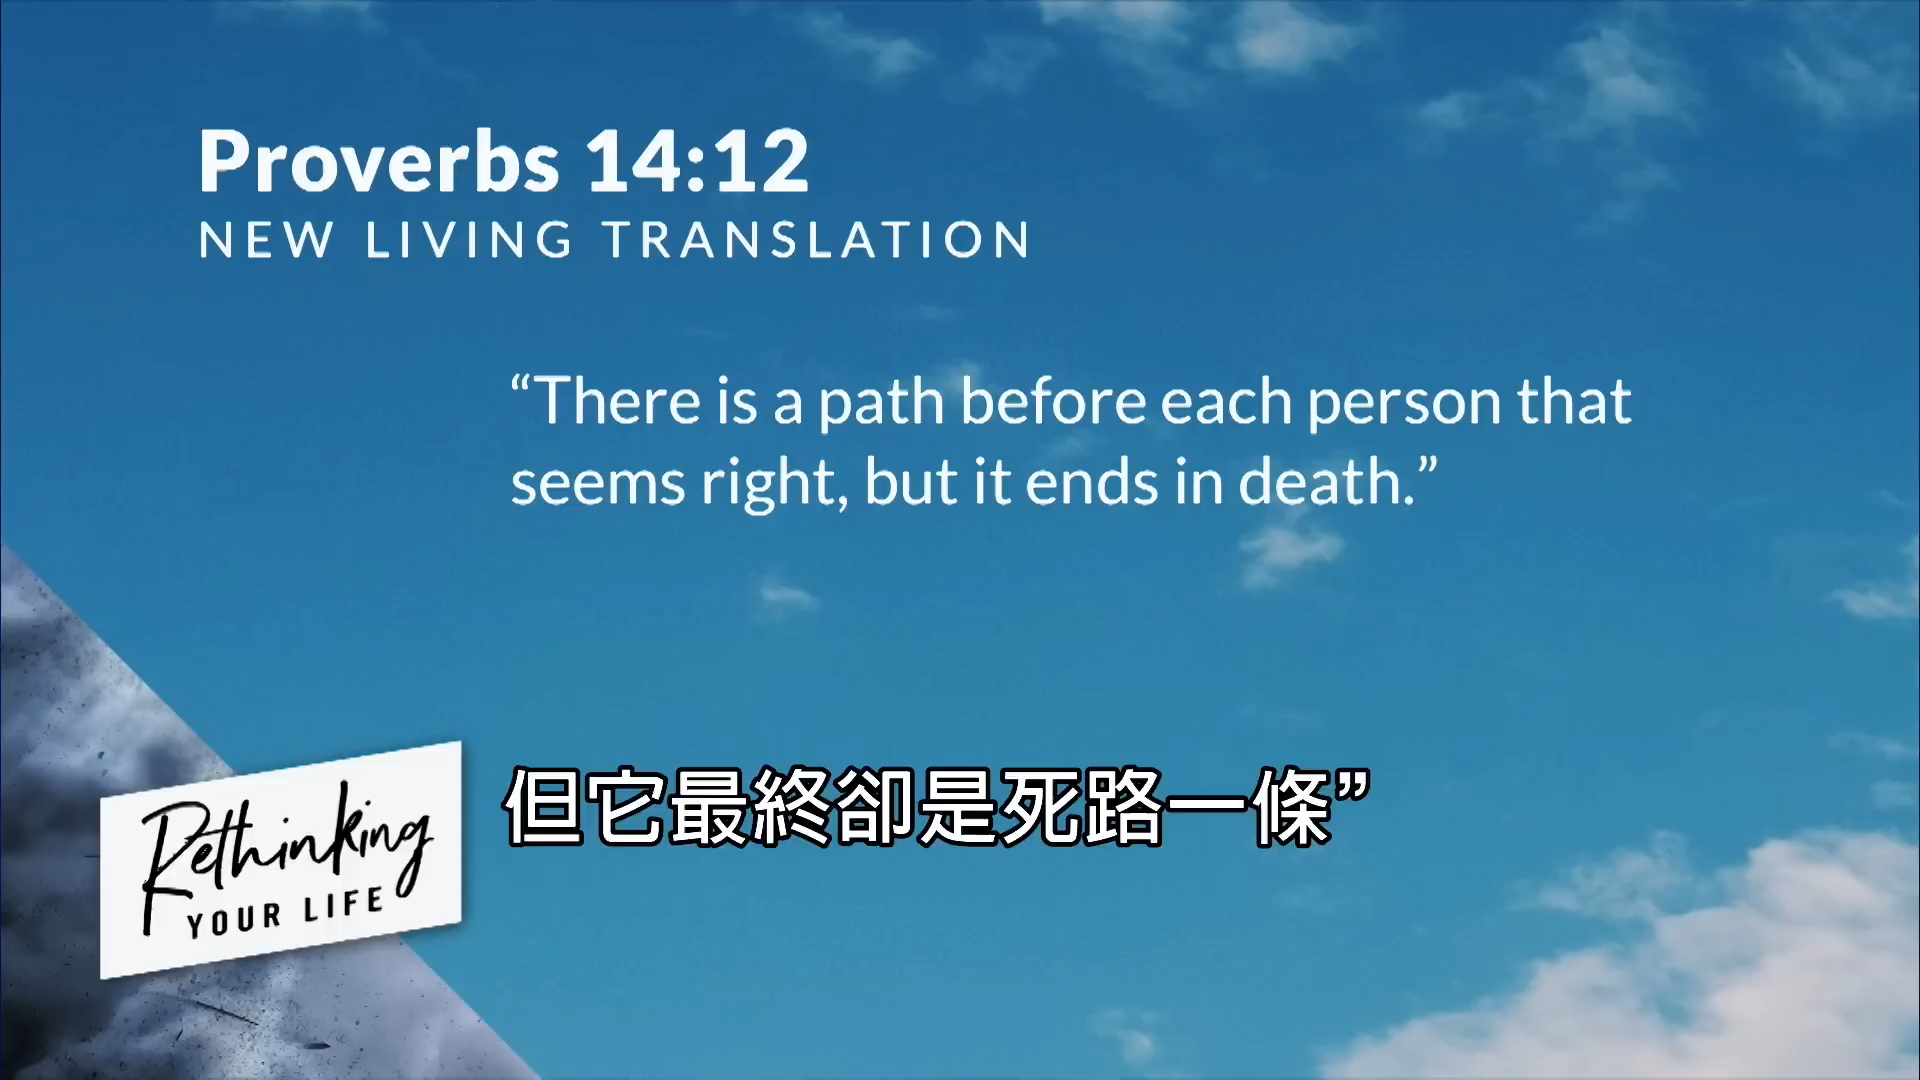 Proverbs 14:12
NEW LIVING TRANSLATION
“There is a path before each person that
seems right, but it ends in death.”
但它最終卻是死路一條”
Rethinking
YOUR LIFE